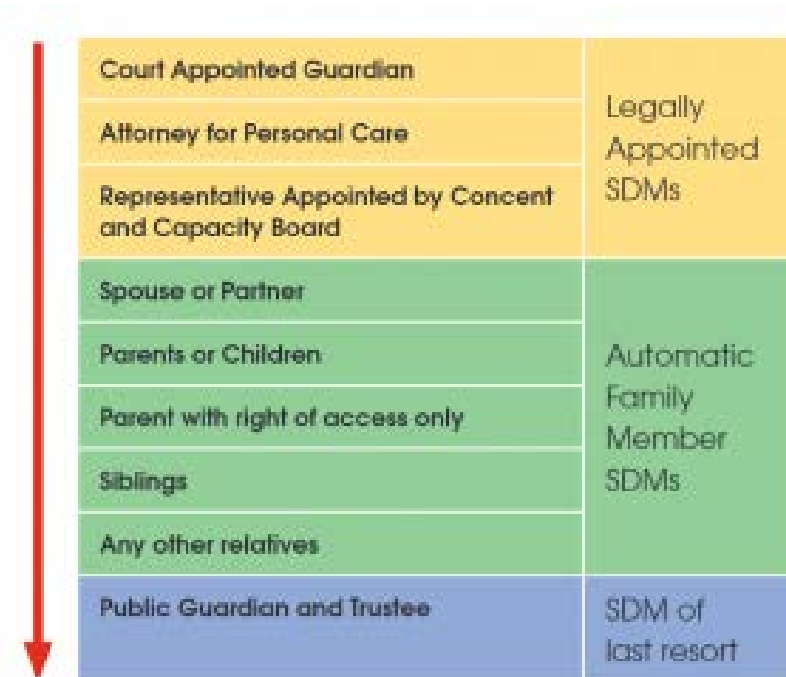 Court Appointed Guardian
Attorney for Personal Care
Representative Appointed by Concent
and Capacity Board
Legally
Appointed
SDMs
Spouse or Partner
Parents or Children
Parent with right of access only
Siblings
Any other relatives
Automatic
Family
Member
SDMs
Public Guardian and Trustee
SDM of
last resort